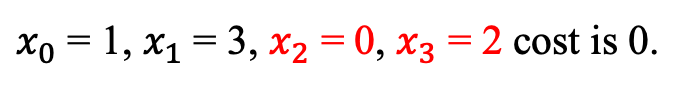 x₀ = 1, x₁ = 3, x₂ = 0, x₃ = 2 cost is 0.